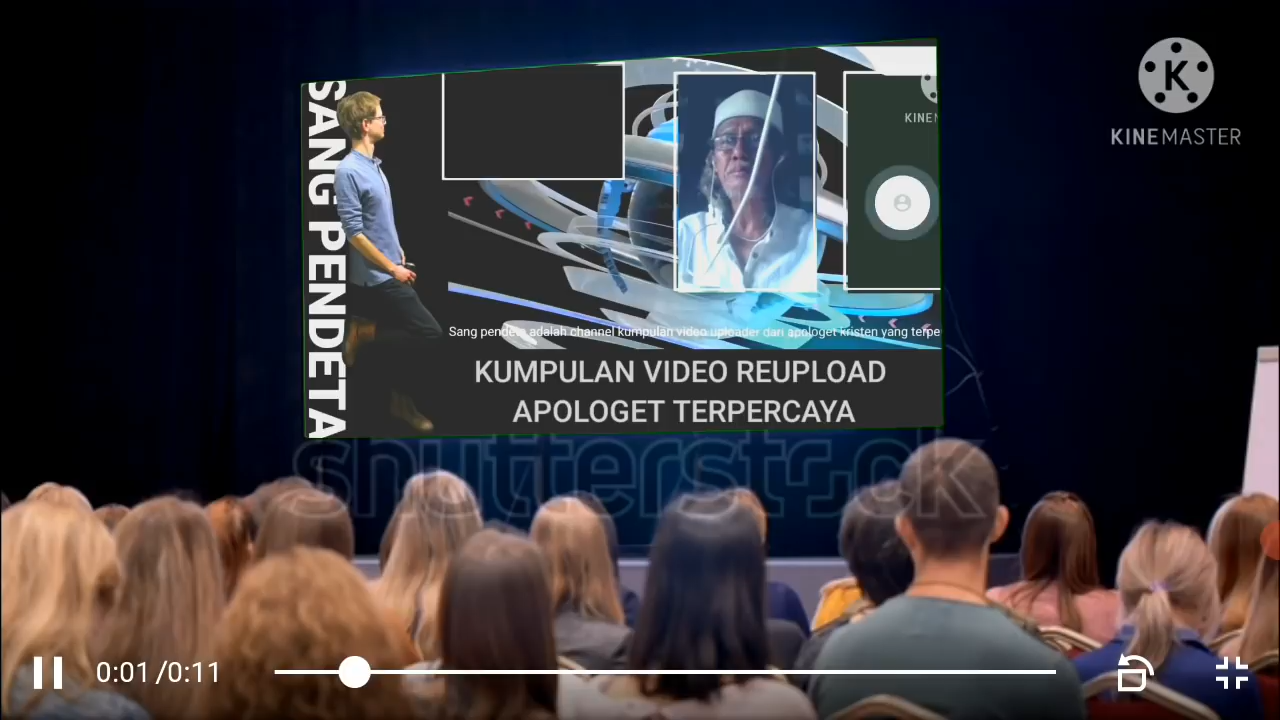 KINEMASTER
SANG PENDETA
Sang pendeta adalah channel kumpulan video uploader dari apologet kristen yang terpe
KUMPULAN VIDEO REUPLOAD
APOLOGET TERPERCAYA
shutterstock
0:01/0:11